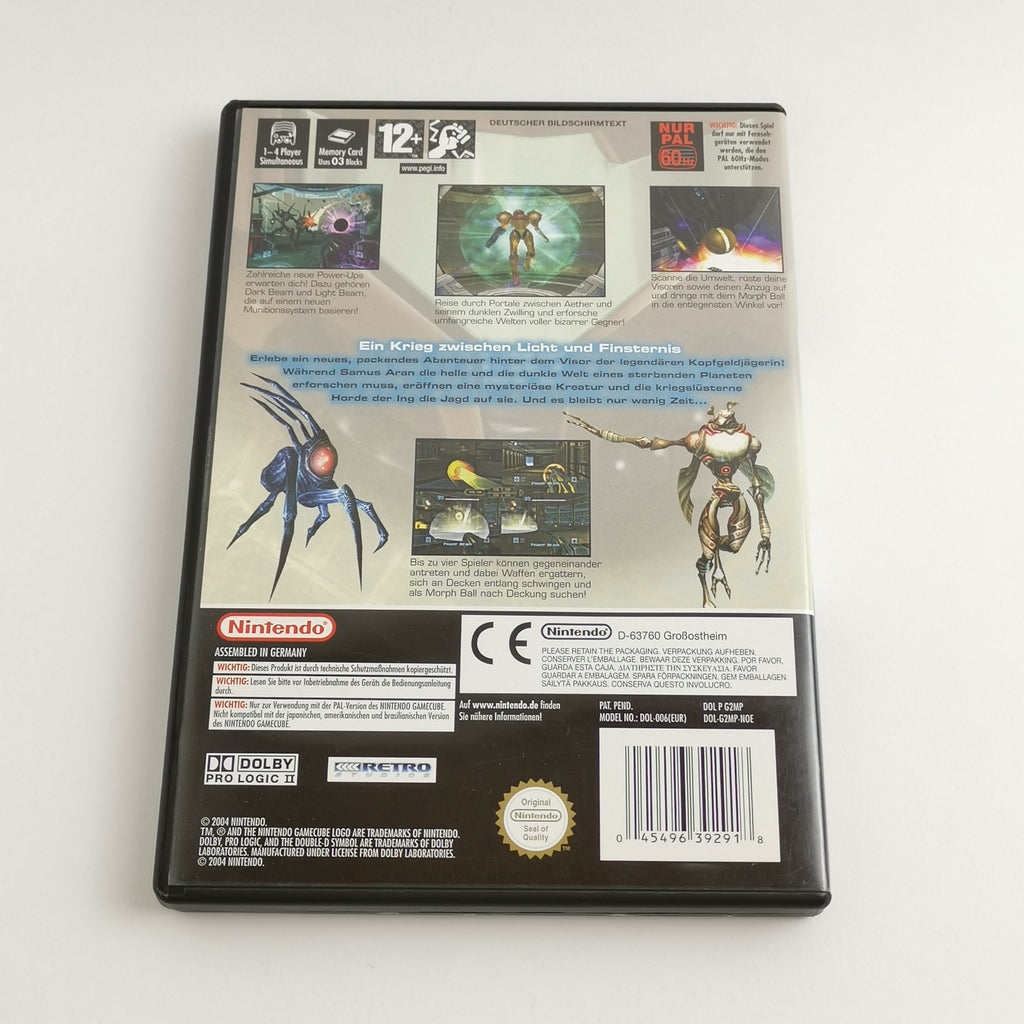 1-4 Player
Simultaneous
Memory Card
Uses 03 Blocks
12+
www.pegi.info
DEUTSCHER BILDSCHIRMTEXT
NUR
PAL
60Hz
WICHTIG: Dieses Spiel
darf nur mit Fernseh-
geräten verwendet
werden, die den
PAL 60Hz-Modus
unterstützen.
Zahlreiche neue Power-Ups
erwarten dich! Dazu gehören
Dark Beam und Light Beam,
die auf einem neuen
Munitionssystem basieren!
Reise durch Portale zwischen Aether und
seinem dunklen Zwilling und erforsche
umfangreiche Welten voller bizarrer Gegner!
Scanne die Umwelt, rüste deine
Visoren sowie deinen Anzug auf
und dringe mit dem Morph Ball
in die entlegensten Winkel vor!
Ein Krieg zwischen Licht und Finsternis
Erlebe ein neues, packendes Abenteuer hinter dem Visor der legendären Kopfgeldjägerin!
Während Samus Aran die helle und die dunkle Welt eines sterbenden Planeten
erforschen muss, eröffnen eine mysteriöse Kreatur und die kriegslüsterne
Horde der Ing die Jagd auf sie. Und es bleibt nur wenig Zeit...
Bis zu vier Spieler können gegeneinander
antreten und dabei Waffen ergattern,
sich an Decken entlang schwingen und
als Morph Ball nach Deckung suchen!
Nintendo®
ASSEMBLED IN GERMANY
WICHTIG: Dieses Produkt ist durch technische Schutzmaßnahmen kopiergeschützt.
WICHTIG: Lesen Sie bitte vor Inbetriebnahme des Geräts die Bedienungsanleitung
durch.
WICHTIG: Nur zur Verwendung mit der PAL-Version des NINTENDO GAMECUBE.
Nicht kompatibel mit der japanischen, amerikanischen und brasilianischen Version
des NINTENDO GAMECUBE.
CE Nintendo® D-63760 Großostheim
PLEASE RETAIN THE PACKAGING. VERPACKUNG AUFHEBEN.
CONSERVER L'EMBALLAGE. BEWAAR DEZE VERPAKKING. POR FAVOR,
GUARDA ESTA CAJA. ΔΙΑΤΗΡΗΣΤΕ ΤΗΝ ΣΥΣΚΕΥΑΣΙΑ. FAVOR
GUARDAR A EMBALAGEM. SPARA FÖRPACKNINGEN. GEM EMBALLAGEN.
SÄILYTÄ PAKKAUS. CONSERVA QUESTO INVOLUCRO.
Auf www.nintendo.de finden
Sie nähere Informationen!
PAT. PEND.
MODEL NO.: DOL-006(EUR)
DOL P G2MP
DOL-G2MP-NOE
DOLBY
PRO LOGIC II
RETRO
STUDIOS
Original
Nintendo®
Seal of
Quality
TM
0 45496 39291 8
© 2004 NINTENDO.
TM, ® AND THE NINTENDO GAMECUBE LOGO ARE TRADEMARKS OF NINTENDO.
DOLBY, PRO LOGIC, AND THE DOUBLE-D SYMBOL ARE TRADEMARKS OF DOLBY
LABORATORIES. MANUFACTURED UNDER LICENSE FROM DOLBY LABORATORIES.
© 2004 NINTENDO.